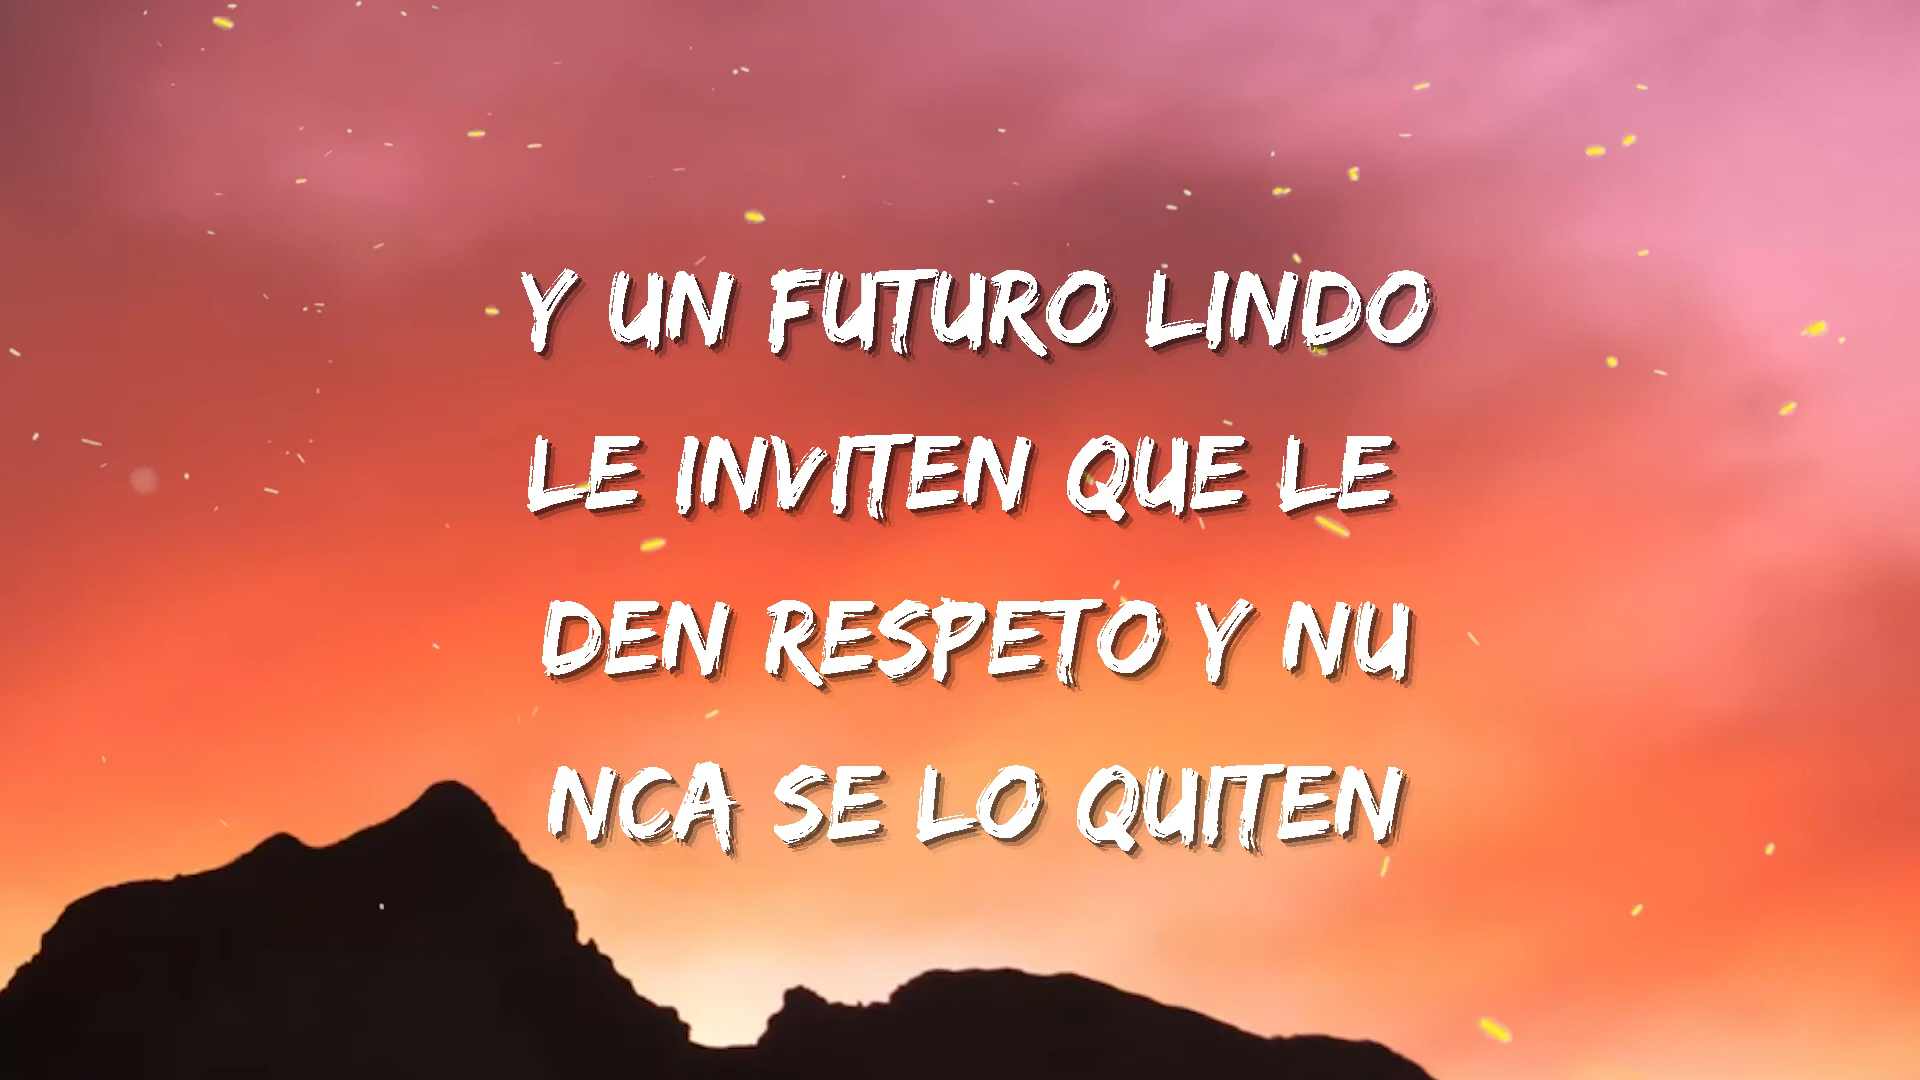 Y UN FUTURO LINDO
LE INVITEN QUE LE
DEN RESPETO Y NU
NCA SE LO QUITEN